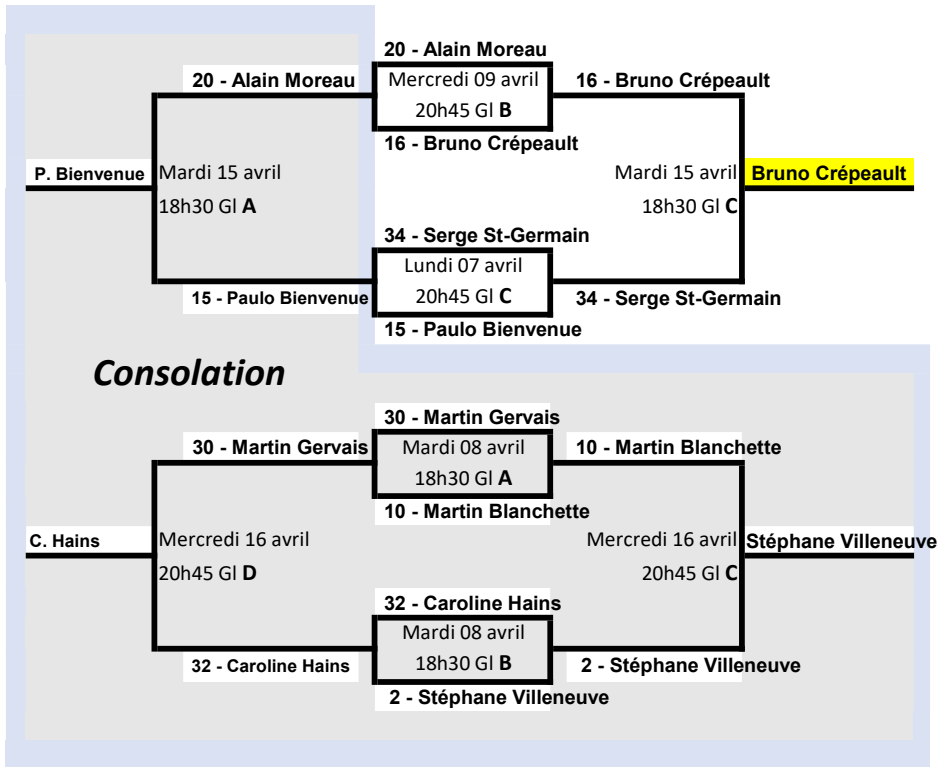 20 - Alain Moreau
20 - Alain Moreau
Mercredi 09 avril
20h45 Gl B
16 - Bruno Crépeault
16 - Bruno Crépeault
P. Bienvenue
Mardi 15 avril
18h30 Gl A
Mardi 15 avril
18h30 Gl C
Bruno Crépeault
34 - Serge St-Germain
Lundi 07 avril
20h45 Gl C
15 - Paulo Bienvenue
34 - Serge St-Germain
15 - Paulo Bienvenue
Consolation
30 - Martin Gervais
30 - Martin Gervais
Mardi 08 avril
18h30 Gl A
10 - Martin Blanchette
10 - Martin Blanchette
C. Hains
Mercredi 16 avril
20h45 Gl D
Mercredi 16 avril
20h45 Gl C
Stéphane Villeneuve
32 - Caroline Hains
Mardi 08 avril
18h30 Gl B
32 - Caroline Hains
2 - Stéphane Villeneuve
2 - Stéphane Villeneuve